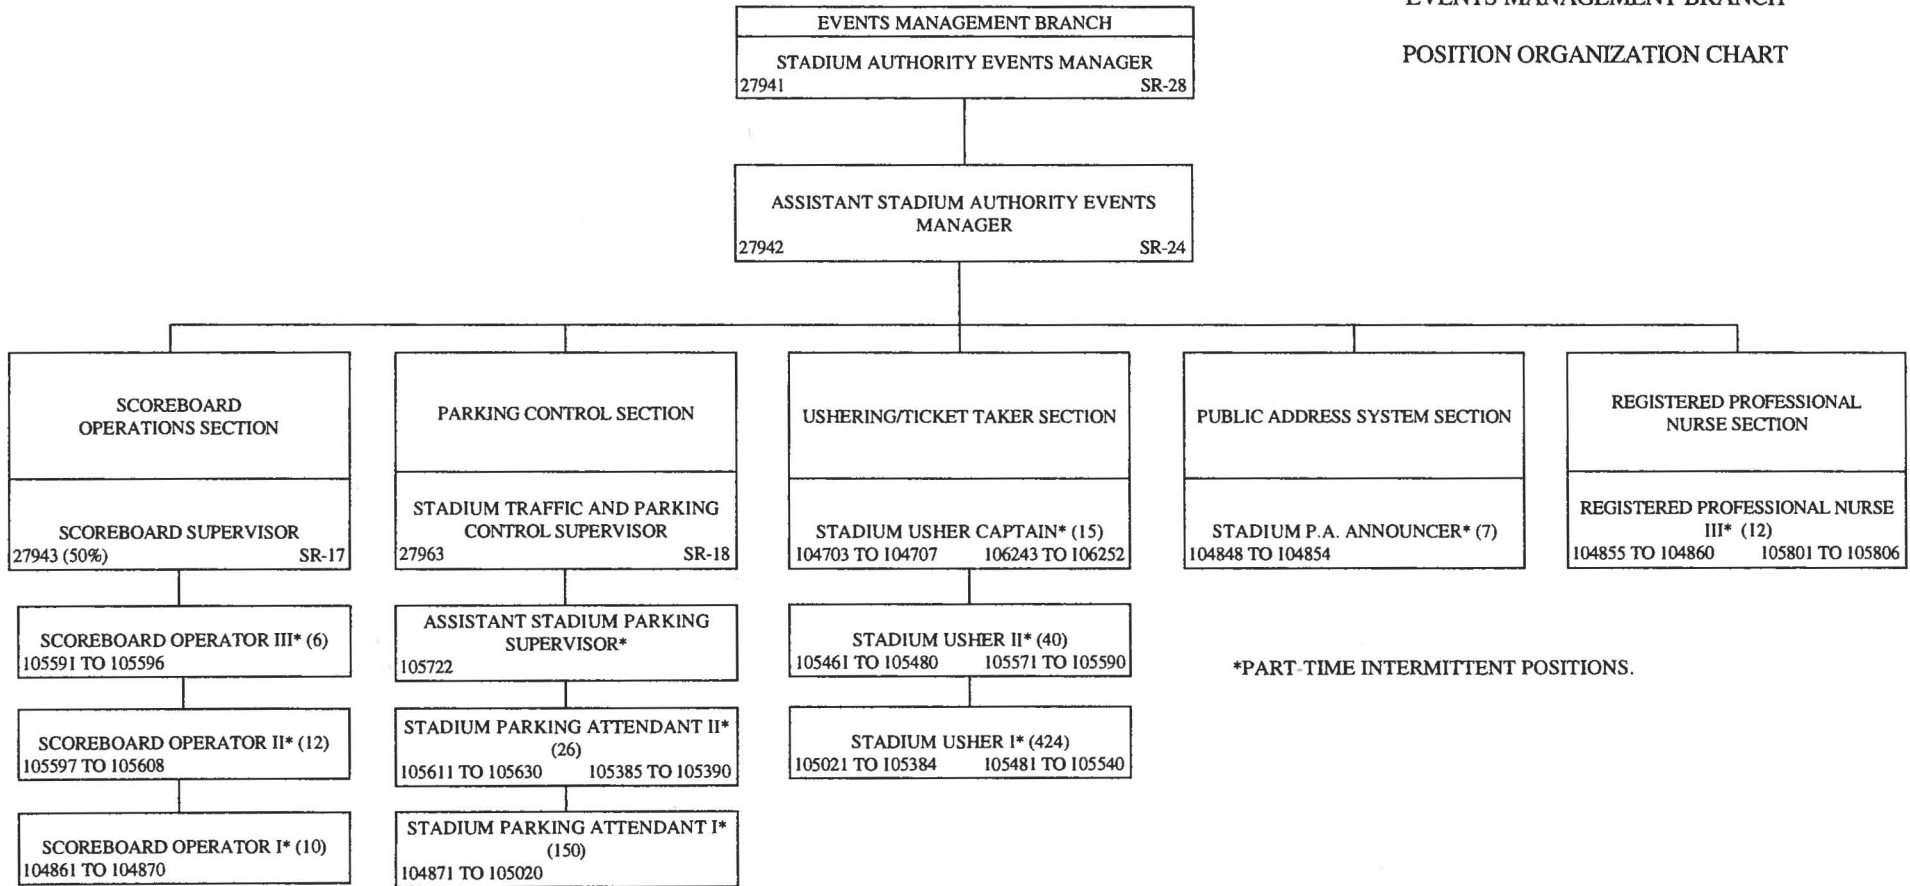 EVENTS MANAGEMENT BRANCH
POSITION ORGANIZATION CHART
EVENTS MANAGEMENT BRANCH
STADIUM AUTHORITY EVENTS MANAGER
27941 SR-28
ASSISTANT STADIUM AUTHORITY EVENTS
MANAGER
27942 SR-24
SCOREBOARD
OPERATIONS SECTION
SCOREBOARD SUPERVISOR
27943 (50%) SR-17
SCOREBOARD OPERATOR III* (6)
105591 TO 105596
SCOREBOARD OPERATOR II* (12)
105597 TO 105608
SCOREBOARD OPERATOR I* (10)
104861 TO 104870
PARKING CONTROL SECTION
STADIUM TRAFFIC AND PARKING
CONTROL SUPERVISOR
27963 SR-18
ASSISTANT STADIUM PARKING
SUPERVISOR*
105722
STADIUM PARKING ATTENDANT II*
(26)
105611 TO 105630 105385 TO 105390
STADIUM PARKING ATTENDANT I*
(150)
104871 TO 105020
USHERING/TICKET TAKER SECTION
STADIUM USHER CAPTAIN* (15)
104703 TO 104707 106243 TO 106252
STADIUM USHER II* (40)
105461 TO 105480 105571 TO 105590
STADIUM USHER I* (424)
105021 TO 105384 105481 TO 105540
PUBLIC ADDRESS SYSTEM SECTION
STADIUM P.A. ANNOUNCER* (7)
104848 TO 104854
REGISTERED PROFESSIONAL
NURSE SECTION
REGISTERED PROFESSIONAL NURSE
III* (12)
104855 TO 104860 105801 TO 105806
*PART-TIME INTERMITTENT POSITIONS.